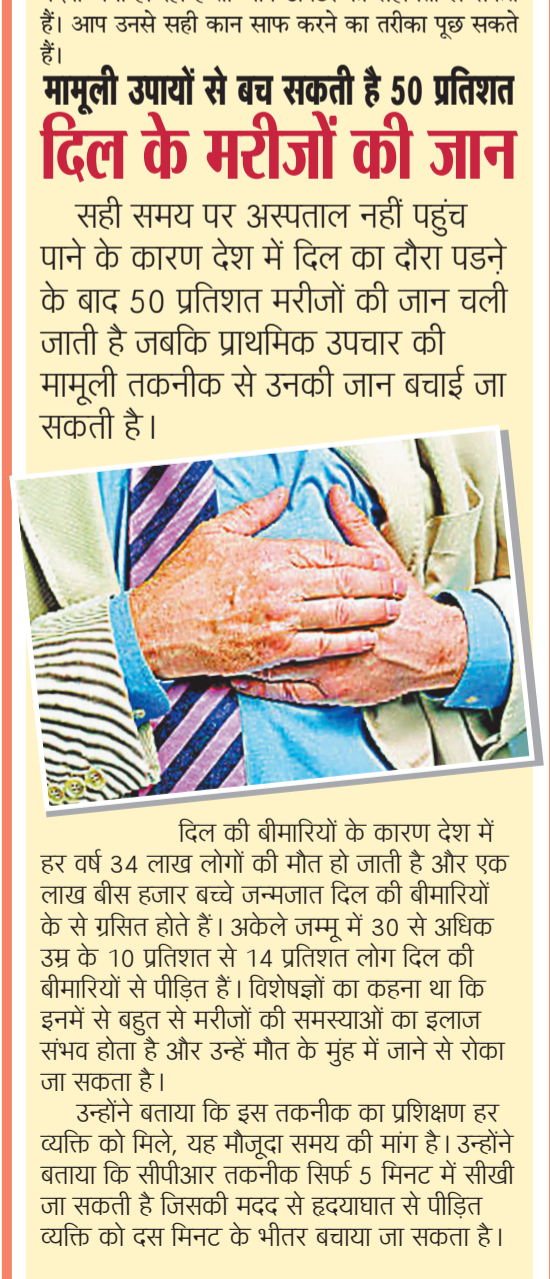 हैं। आप उनसे सही कान साफ करने का तरीका पूछ सकते
हैं।
मामूली उपायों से बच सकती है 50 प्रतिशत
दिल के मरीजों की जान
सही समय पर अस्पताल नहीं पहुंच
पाने के कारण देश में दिल का दौरा पडऩे
के बाद 50 प्रतिशत मरीजों की जान चली
जाती है जबकि प्राथमिक उपचार की
मामूली तकनीक से उनकी जान बचाई जा
सकती है।
दिल की बीमारियों के कारण देश में
हर वर्ष 34 लाख लोगों की मौत हो जाती है और एक
लाख बीस हजार बच्चे जन्मजात दिल की बीमारियों
के से ग्रसित होते हैं। अकेले जम्मू में 30 से अधिक
उम्र के 10 प्रतिशत से 14 प्रतिशत लोग दिल की
बीमारियों से पीड़ित हैं। विशेषज्ञों का कहना था कि
इनमें से बहुत से मरीजों की समस्याओं का इलाज
संभव होता है और उन्हें मौत के मुंह में जाने से रोका
जा सकता है।
उन्होंने बताया कि इस तकनीक का प्रशिक्षण हर
व्यक्ति को मिले, यह मौजूदा समय की मांग है। उन्होंने
बताया कि सीपीआर तकनीक सिर्फ 5 मिनट में सीखी
जा सकती है जिसकी मदद से हृदयाघात से पीड़ित
व्यक्ति को दस मिनट के भीतर बचाया जा सकता है।